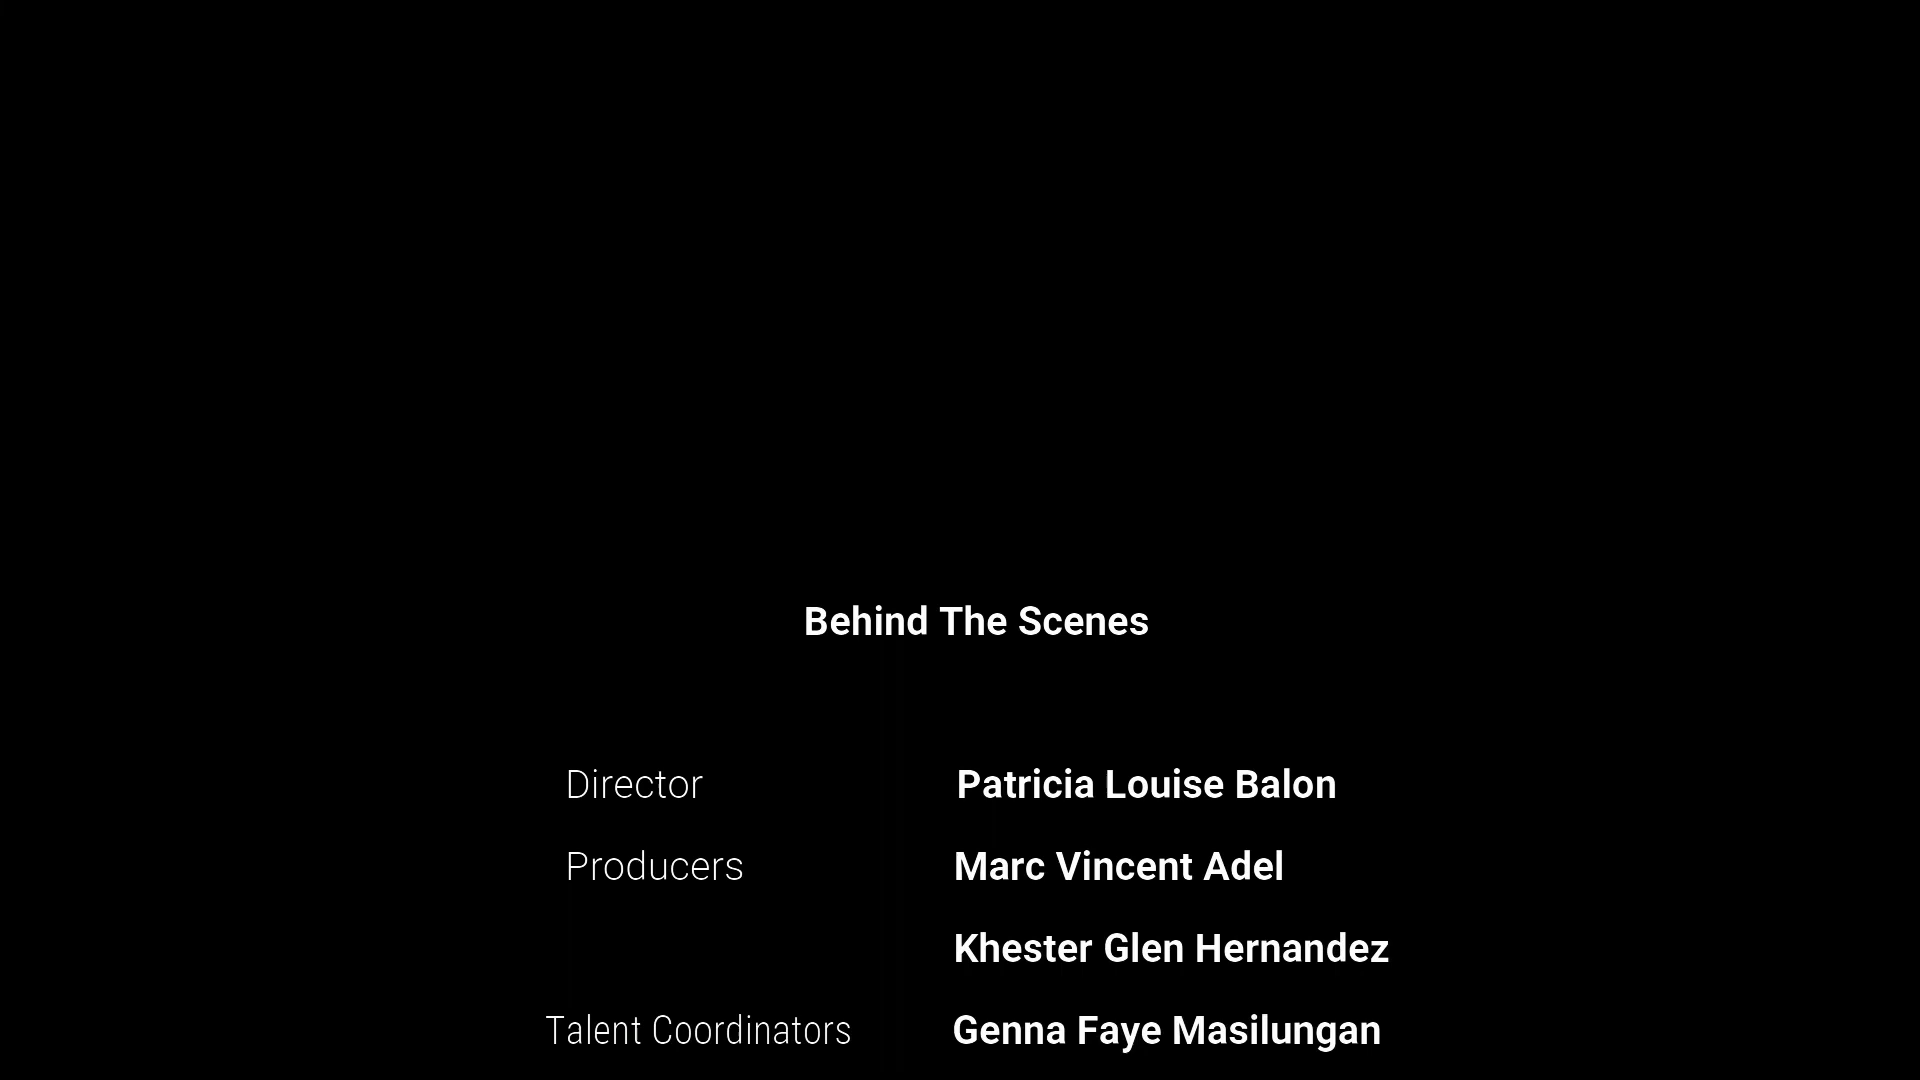 Behind The Scenes
Director Patricia Louise Balon
Producers Marc Vincent Adel
Khester Glen Hernandez
Talent Coordinators Genna Faye Masilungan